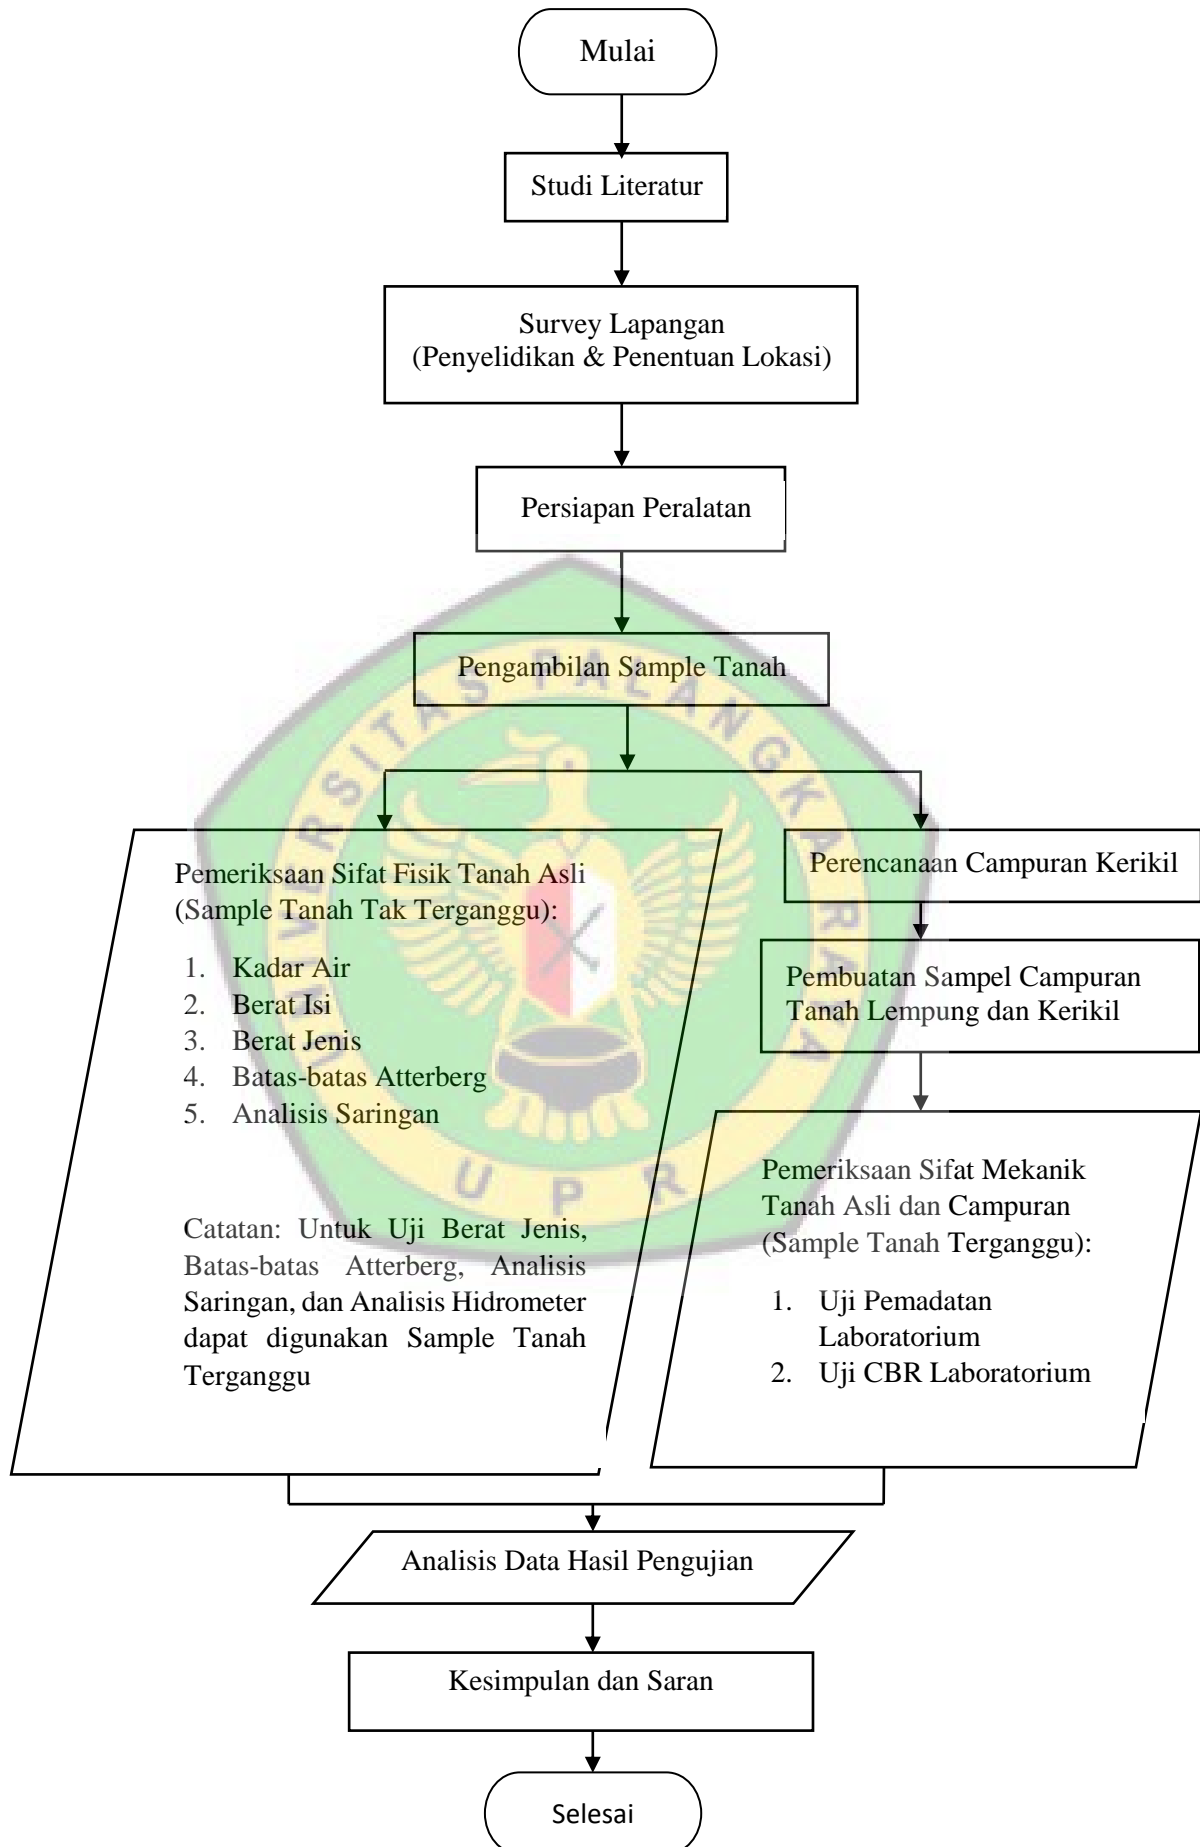 Mulai
Studi Literatur
Survey Lapangan
(Penyelidikan & Penentuan Lokasi)
Persiapan Peralatan
Pengambilan Sample Tanah
UNIVERSITAS PALANGKA RAYA
UPR
Pemeriksaan Sifat Fisik Tanah Asli
(Sample Tanah Tak Terganggu):
1. Kadar Air
2. Berat Isi
3. Berat Jenis
4. Batas-batas Atterberg
5. Analisis Saringan
Catatan: Untuk Uji Berat Jenis,
Batas-batas Atterberg, Analisis
Saringan, dan Analisis Hidrometer
dapat digunakan Sample Tanah
Terganggu
Perencanaan Campuran Kerikil
Pembuatan Sampel Campuran
Tanah Lempung dan Kerikil
Pemeriksaan Sifat Mekanik
Tanah Asli dan Campuran
(Sample Tanah Terganggu):
1. Uji Pemadatan
Laboratorium
2. Uji CBR Laboratorium
Analisis Data Hasil Pengujian
Kesimpulan dan Saran
Selesai